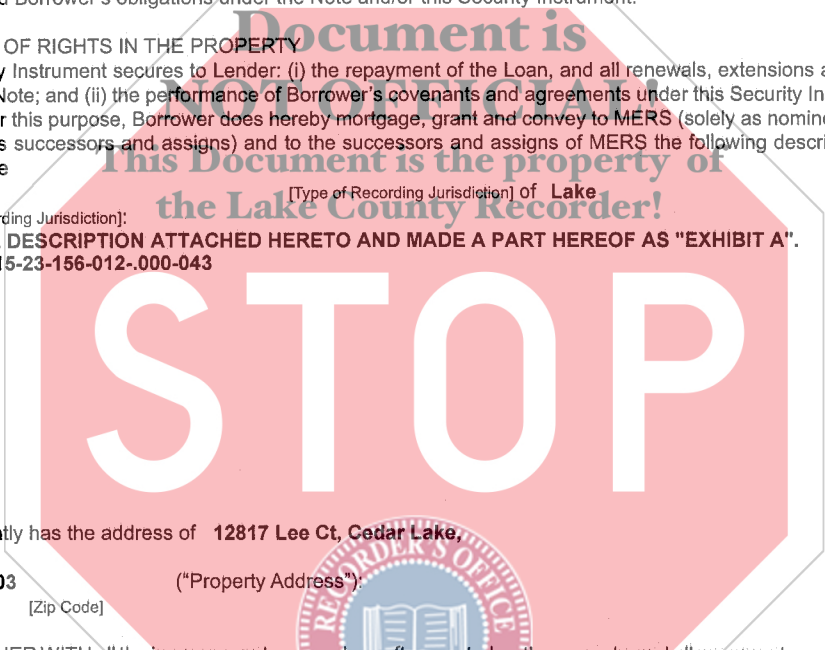 Borrower's obligations under the Note and/or this Security Instrument.
Document is
OF RIGHTS IN THE PROPERTY
Instrument secures to Lender: (i) the repayment of the Loan, and all renewals, extensions a
NOT OFFICIAL!
Note; and (ii) the performance of Borrower's covenants and agreements under this Security In
r this purpose, Borrower does hereby mortgage, grant and convey to MERS (solely as nomine
s successors and assigns) and to the successors and assigns of MERS the following descri
This Document is the property of
e
[Type of Recording Jurisdiction] of Lake
the Lake County Recorder!
ding Jurisdiction]:
DESCRIPTION ATTACHED HERETO AND MADE A PART HEREOF AS "EXHIBIT A".
15-23-156-012-.000-043
STOP
tly has the address of 12817 Lee Ct, Cedar Lake,
RECORDER'S OFFICE
03 ("Property Address"):
[Zip Code]